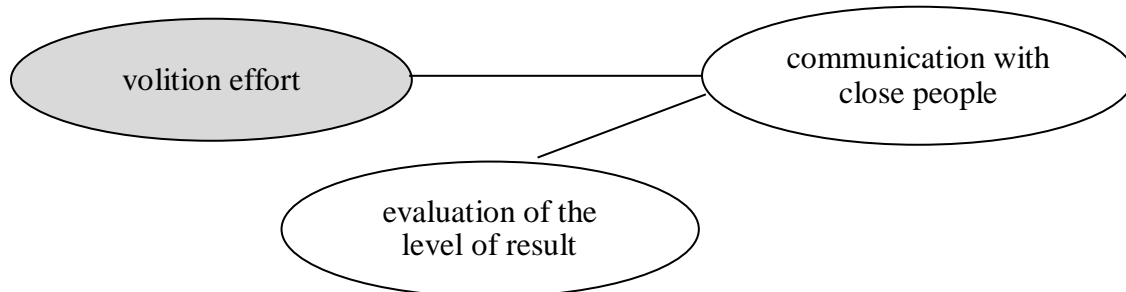 volition effort
communication with
close people
evaluation of the
level of result